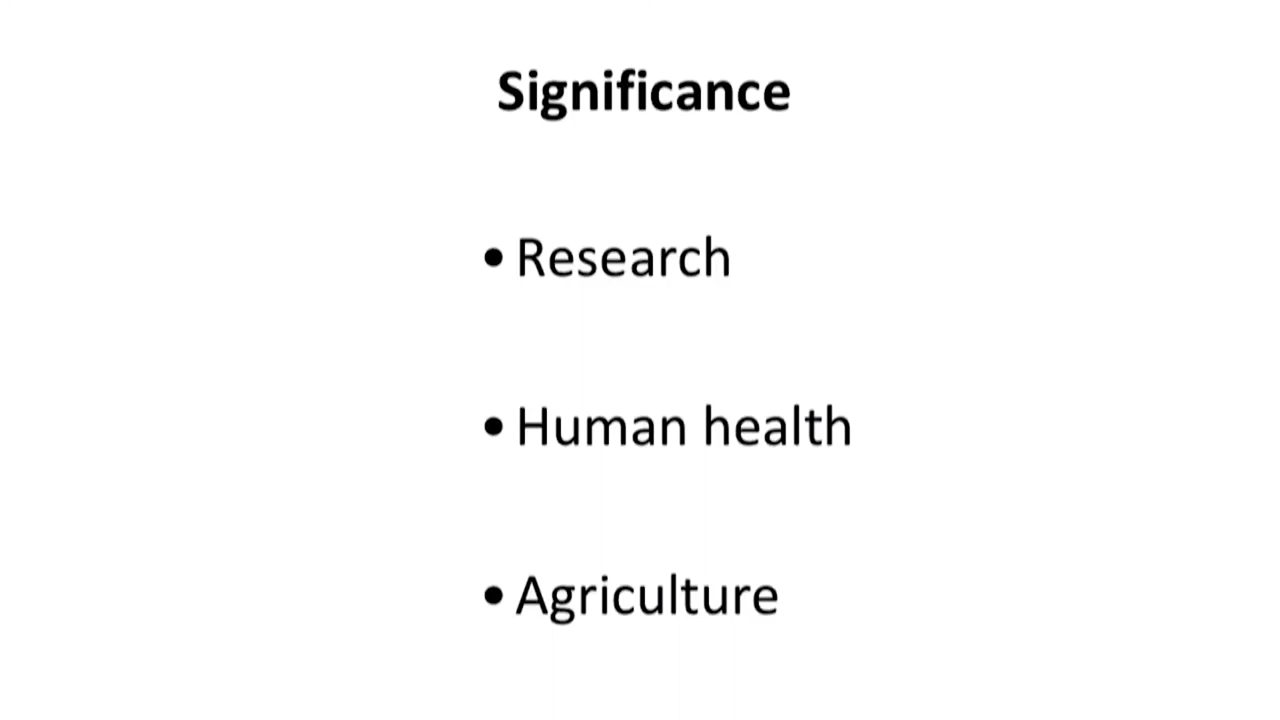 Significance
• Research
• Human health
• Agriculture